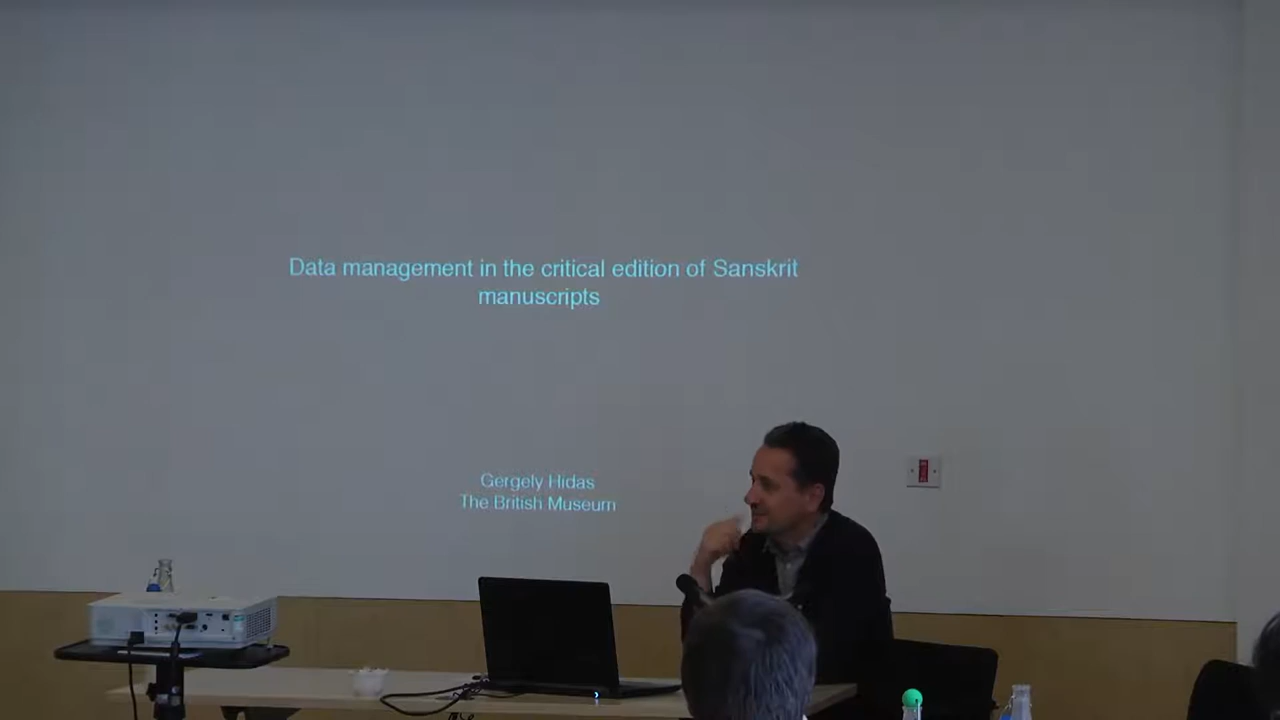 Data management in the critical edition of Sanskrit
manuscripts
Gergely Hidas
The British Museum